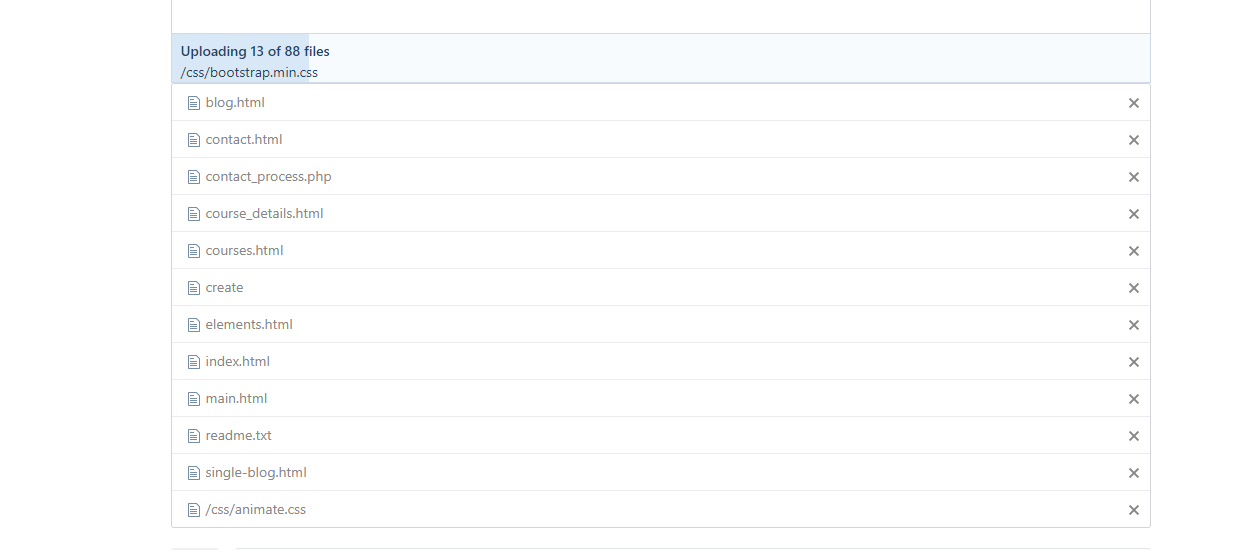 Uploading 13 of 88 files
/css/bootstrap.min.css
blog.html
contact.html
contact_process.php
course_details.html
courses.html
create
elements.html
index.html
main.html
readme.txt
single-blog.html
/css/animate.css